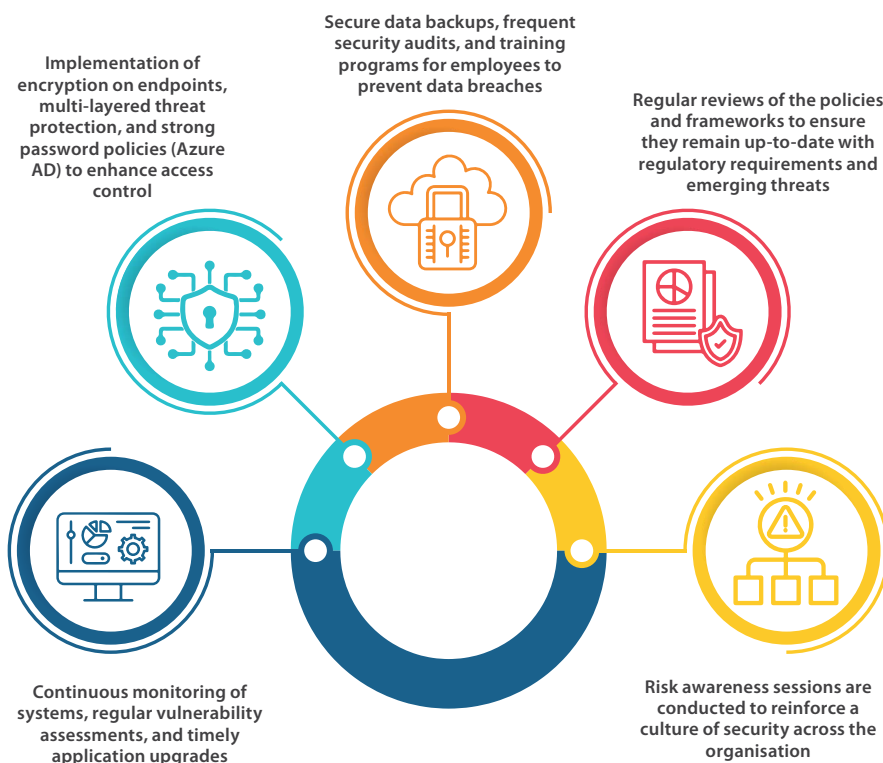 Secure data backups, frequent
security audits, and training
programs for employees to
prevent data breaches
Implementation of
encryption on endpoints,
multi-layered threat
protection, and strong
password policies (Azure
AD) to enhance access
control
Regular reviews of the policies
and frameworks to ensure
they remain up-to-date with
regulatory requirements and
emerging threats
Continuous monitoring of
systems, regular vulnerability
assessments, and timely
application upgrades
Risk awareness sessions are
conducted to reinforce a
culture of security across the
organisation